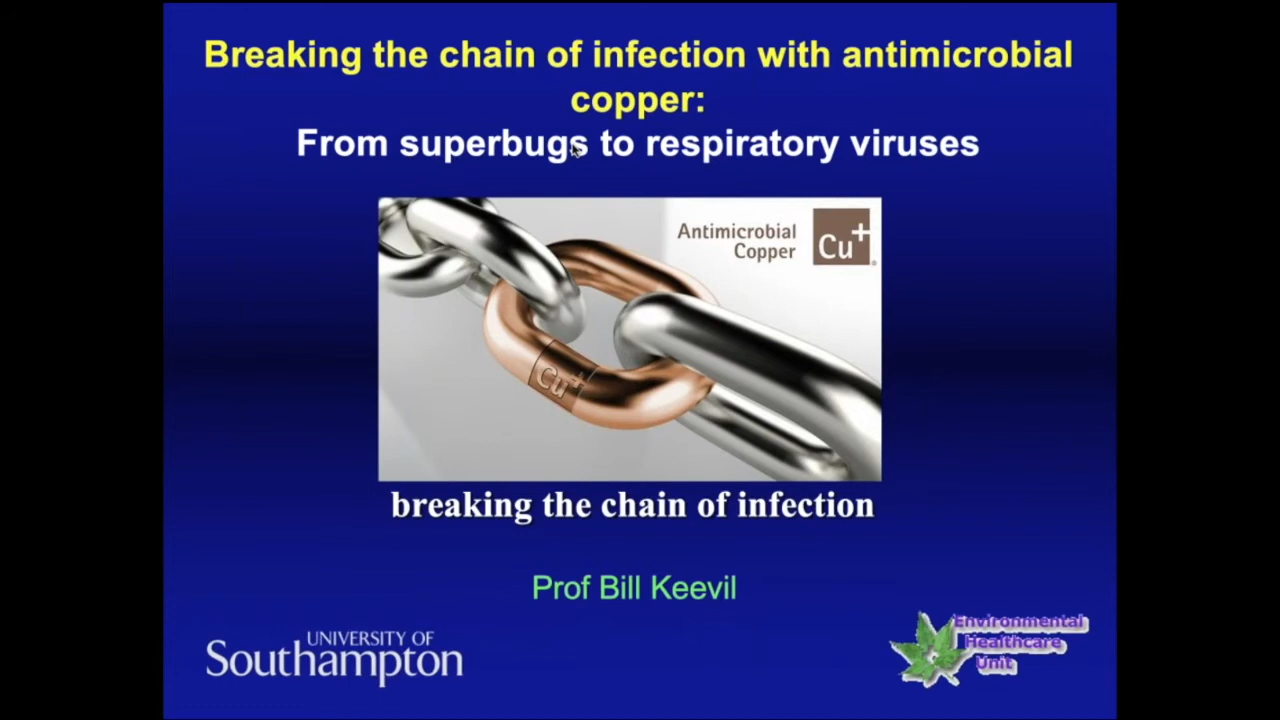 Breaking the chain of infection with antimicrobial
copper:
From superbugs to respiratory viruses
Antimicrobial
Copper
Cu+
®
Cu+
breaking the chain of infection
Prof Bill Keevil
UNIVERSITY OF
Southampton
Environmental
Healthcare
Unit